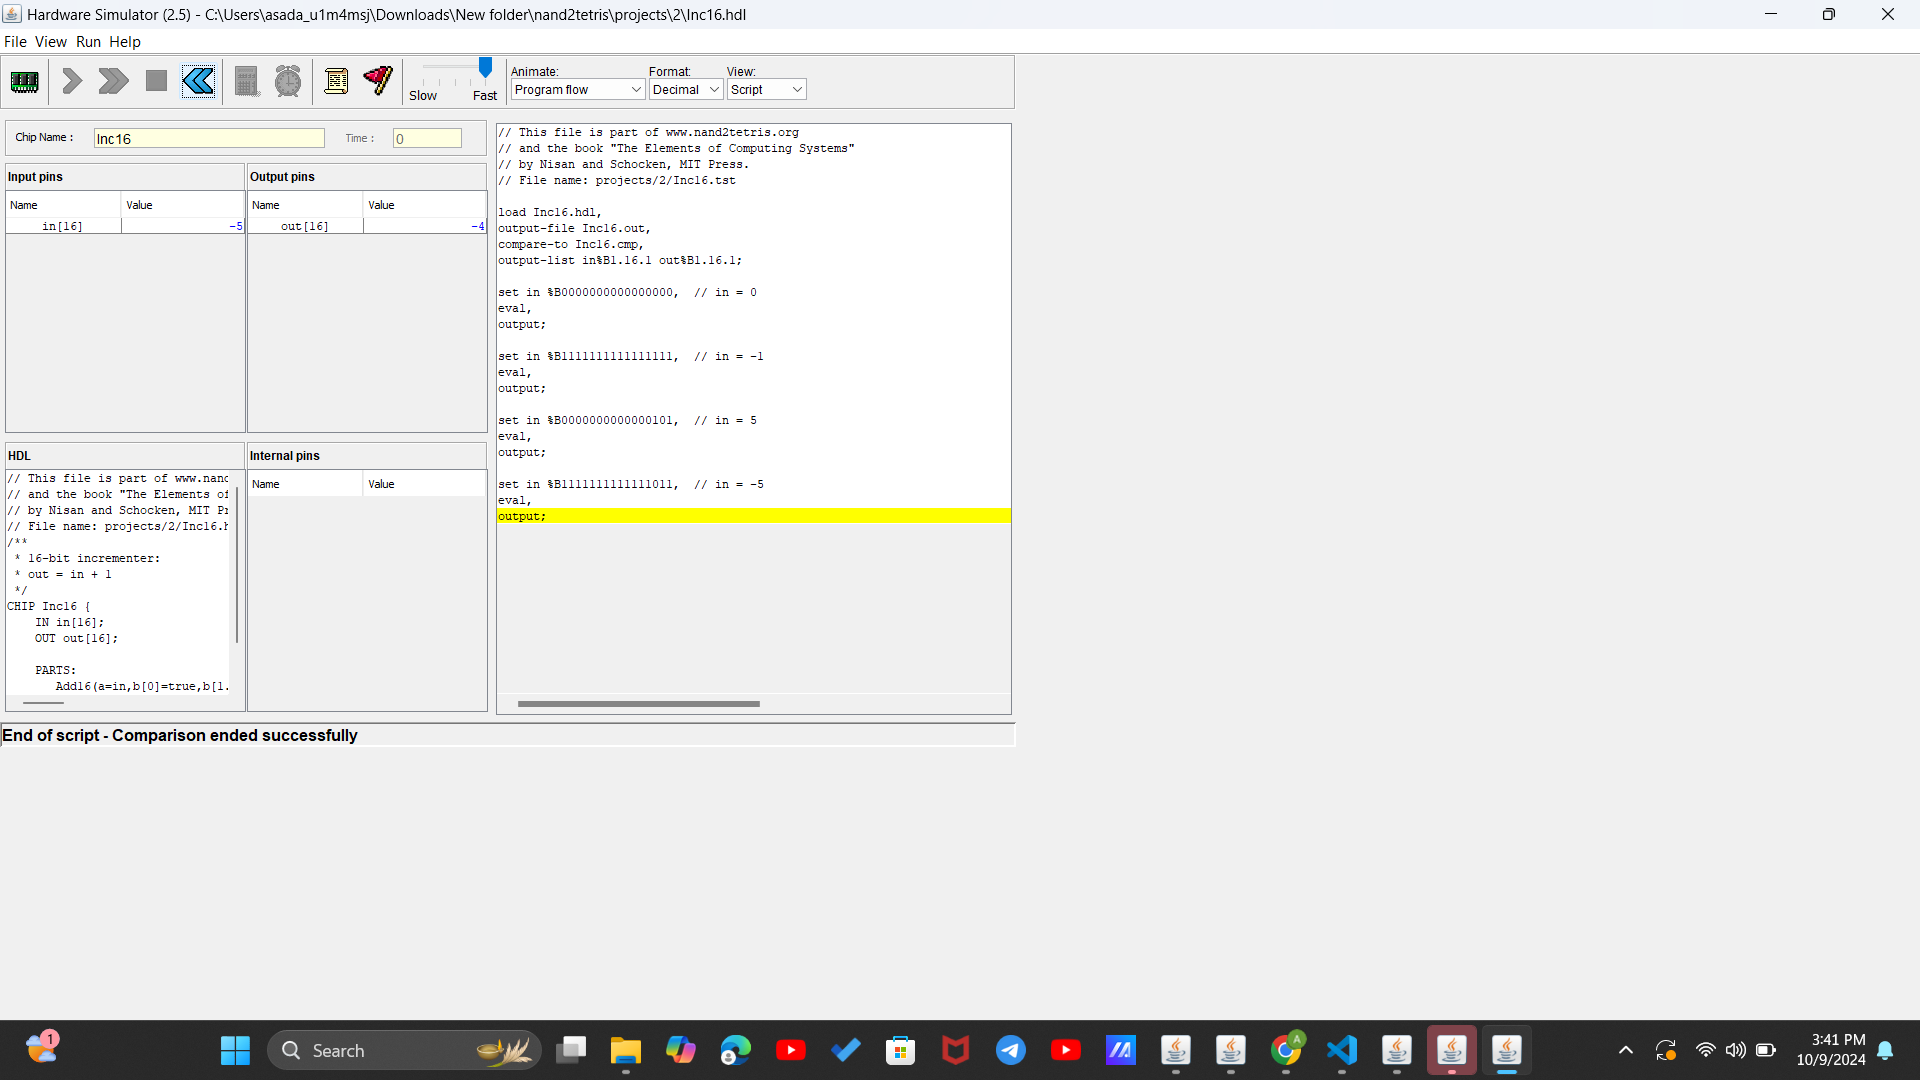 Hardware Simulator (2.5) - C:\Users\asada_u1m4msj\Downloads\New folder\nand2tetris\projects\2\Inc16.hdl
File View Run Help
Slow Fast
Animate: Format: View:
Program flow Decimal Script
Chip Name : Inc16 Time : 0
Input pins
Name Value
in[16] -5
Output pins
Name Value
out[16] -4
HDL
// This file is part of www.nand
// and the book "The Elements of
// by Nisan and Schocken, MIT Pr
// File name: projects/2/Inc16.h
/**
* 16-bit incrementer:
* out = in + 1
*/
CHIP Inc16 {
IN in[16];
OUT out[16];
PARTS:
Add16(a=in,b[0]=true,b[1.
Internal pins
Name Value
// This file is part of www.nand2tetris.org
// and the book "The Elements of Computing Systems"
// by Nisan and Schocken, MIT Press.
// File name: projects/2/Inc16.tst
load Inc16.hdl,
output-file Inc16.out,
compare-to Inc16.cmp,
output-list in%B1.16.1 out%B1.16.1;
set in %B0000000000000000, // in = 0
eval,
output;
set in %B1111111111111111, // in = -1
eval,
output;
set in %B0000000000000101, // in = 5
eval,
output;
set in %B1111111111111011, // in = -5
eval,
output;
End of script - Comparison ended successfully
1
Search
A
3:41 PM
10/9/2024